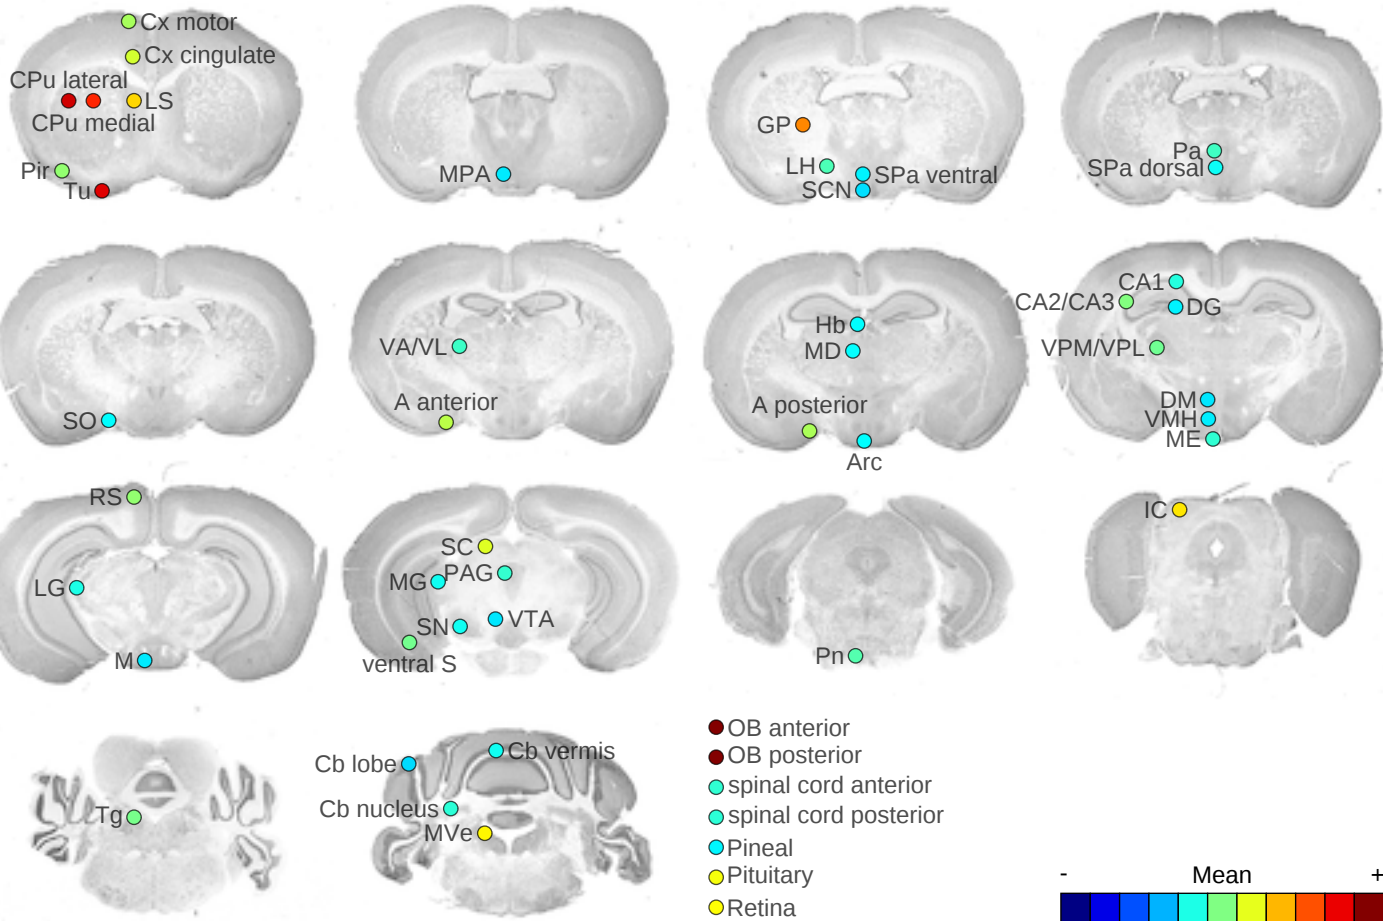 Cx motor
Cx cingulate
CPu lateral
LS
CPu medial
Pir
Tu
MPA
GP
LH
SPa ventral
SCN
Pa
SPa dorsal
SO
VA/VL
A anterior
Hb
MD
A posterior
Arc
CA1
CA2/CA3
DG
VPM/VPL
DM
VMH
ME
RS
LG
M
SC
PAG
MG
VTA
SN
ventral S
Pn
IC
Tg
Cb lobe
Cb vermis
Cb nucleus
MVe
OB anterior
OB posterior
spinal cord anterior
spinal cord posterior
Pineal
Pituitary
Retina
- Mean +